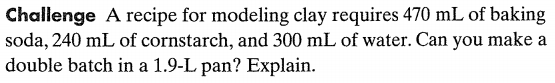 Challenge A recipe for modeling clay requires 470 mL of baking
soda, 240 mL of cornstarch, and 300 mL of water. Can you make a
double batch in a 1.9-L pan? Explain.